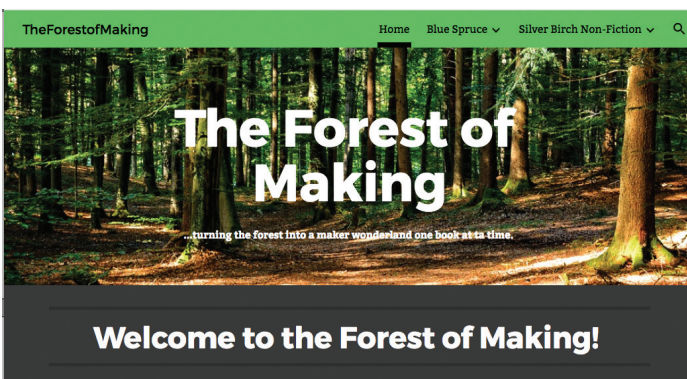 TheForestofMaking
Home Blue Spruce Silver Birch Non-Fiction
The Forest of
Making
...turning the forest into a maker wonderland one book at ta time.
Welcome to the Forest of Making!